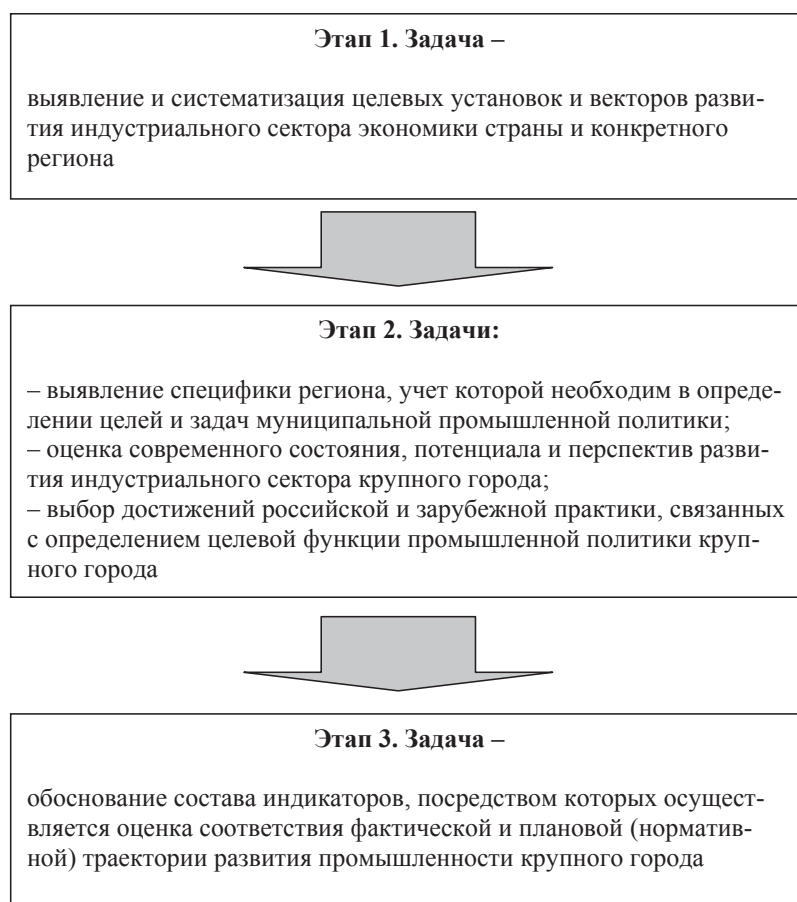 Этап 1. Задача –
выявление и систематизация целевых установок и векторов разви-
тия индустриального сектора экономики страны и конкретного
региона
Этап 2. Задачи:
– выявление специфики региона, учет которой необходим в опреде-
лении целей и задач муниципальной промышленной политики;
– оценка современного состояния, потенциала и перспектив разви-
тия индустриального сектора крупного города;
– выбор достижений российской и зарубежной практики, связанных
с определением целевой функции промышленной политики круп-
ного города
Этап 3. Задача –
обоснование состава индикаторов, посредством которых осущест-
вляется оценка соответствия фактической и плановой (норматив-
ной) траектории развития промышленности крупного города